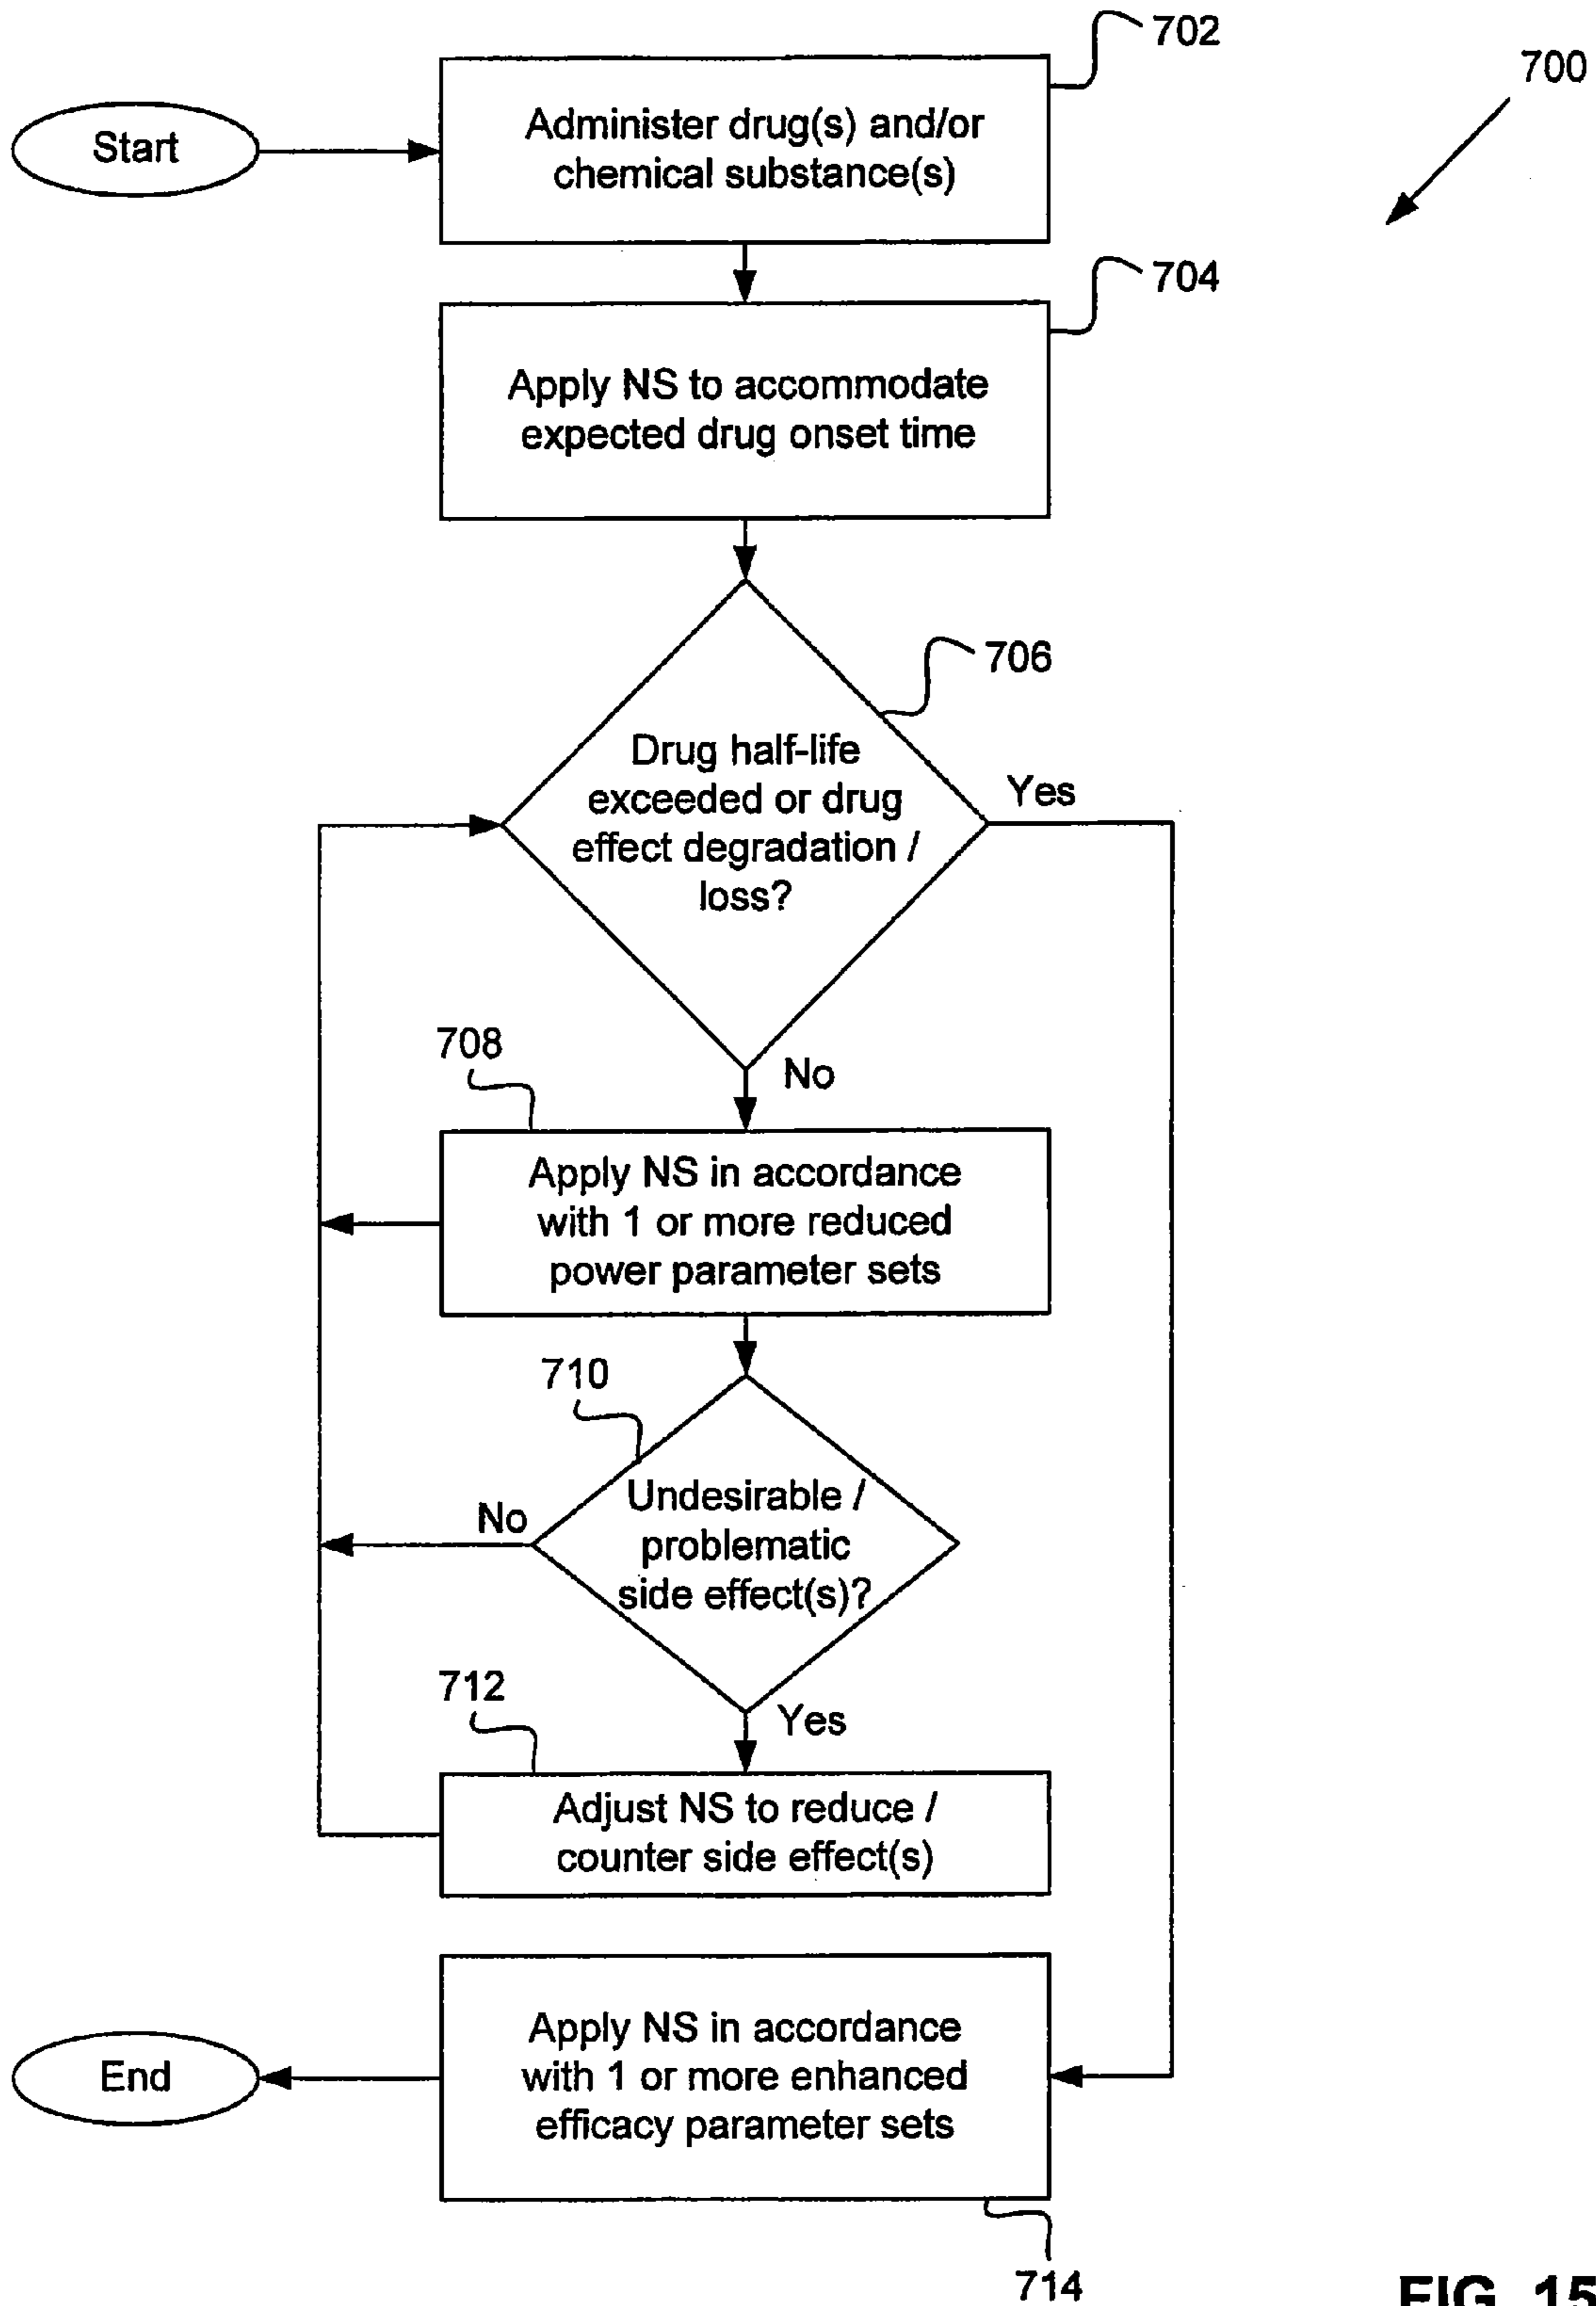 702
700
Start
Administer drug(s) and/or
chemical substance(s)
704
Apply NS to accommodate
expected drug onset time
706
Drug half-life
exceeded or drug
effect degradation /
loss?
Yes
No
708
Apply NS in accordance
with 1 or more reduced
power parameter sets
710
Undesirable /
problematic
side effect(s)?
No
Yes
712
Adjust NS to reduce /
counter side effect(s)
Apply NS in accordance
with 1 or more enhanced
efficacy parameter sets
End
714
FIG. 15